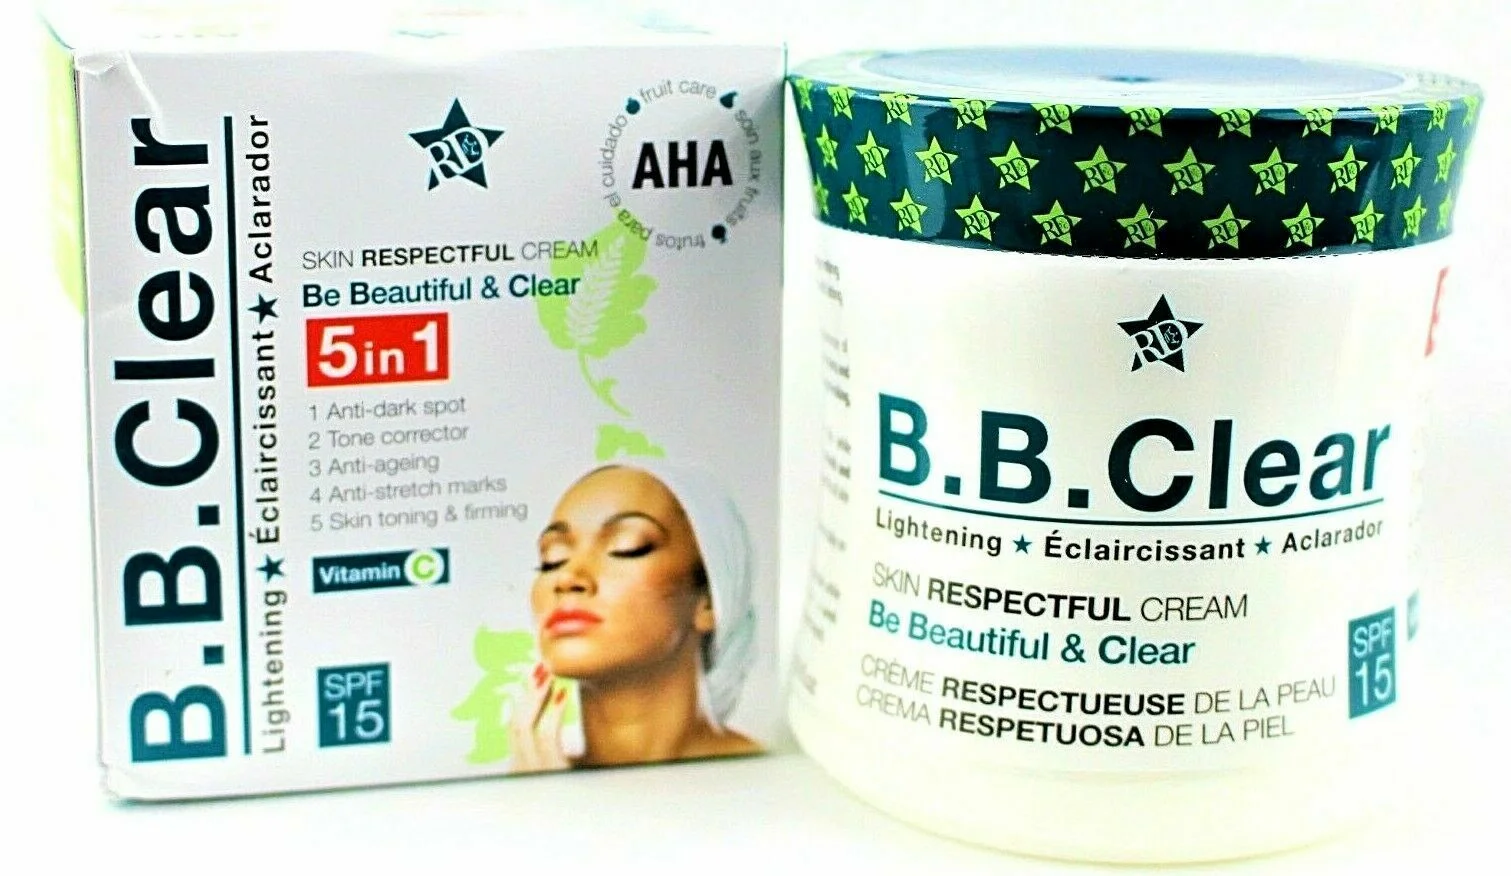 B.B.Clear
Lightening ★ Éclaircissant ★ Aclarador
RD
AHA
fruit care
soin aux fruits
frutos para el cuidado
SKIN RESPECTFUL CREAM
Be Beautiful & Clear
5 in 1
1 Anti-dark spot
2 Tone corrector
3 Anti-ageing
4 Anti-stretch marks
5 Skin toning & firming
Vitamin C
SPF
15
RD
B.B.Clear
Lightening ★ Éclaircissant ★ Aclarador
SKIN RESPECTFUL CREAM
Be Beautiful & Clear
CRÈME RESPECTUEUSE DE LA PEAU
CREMA RESPETUOSA DE LA PIEL
SPF
15